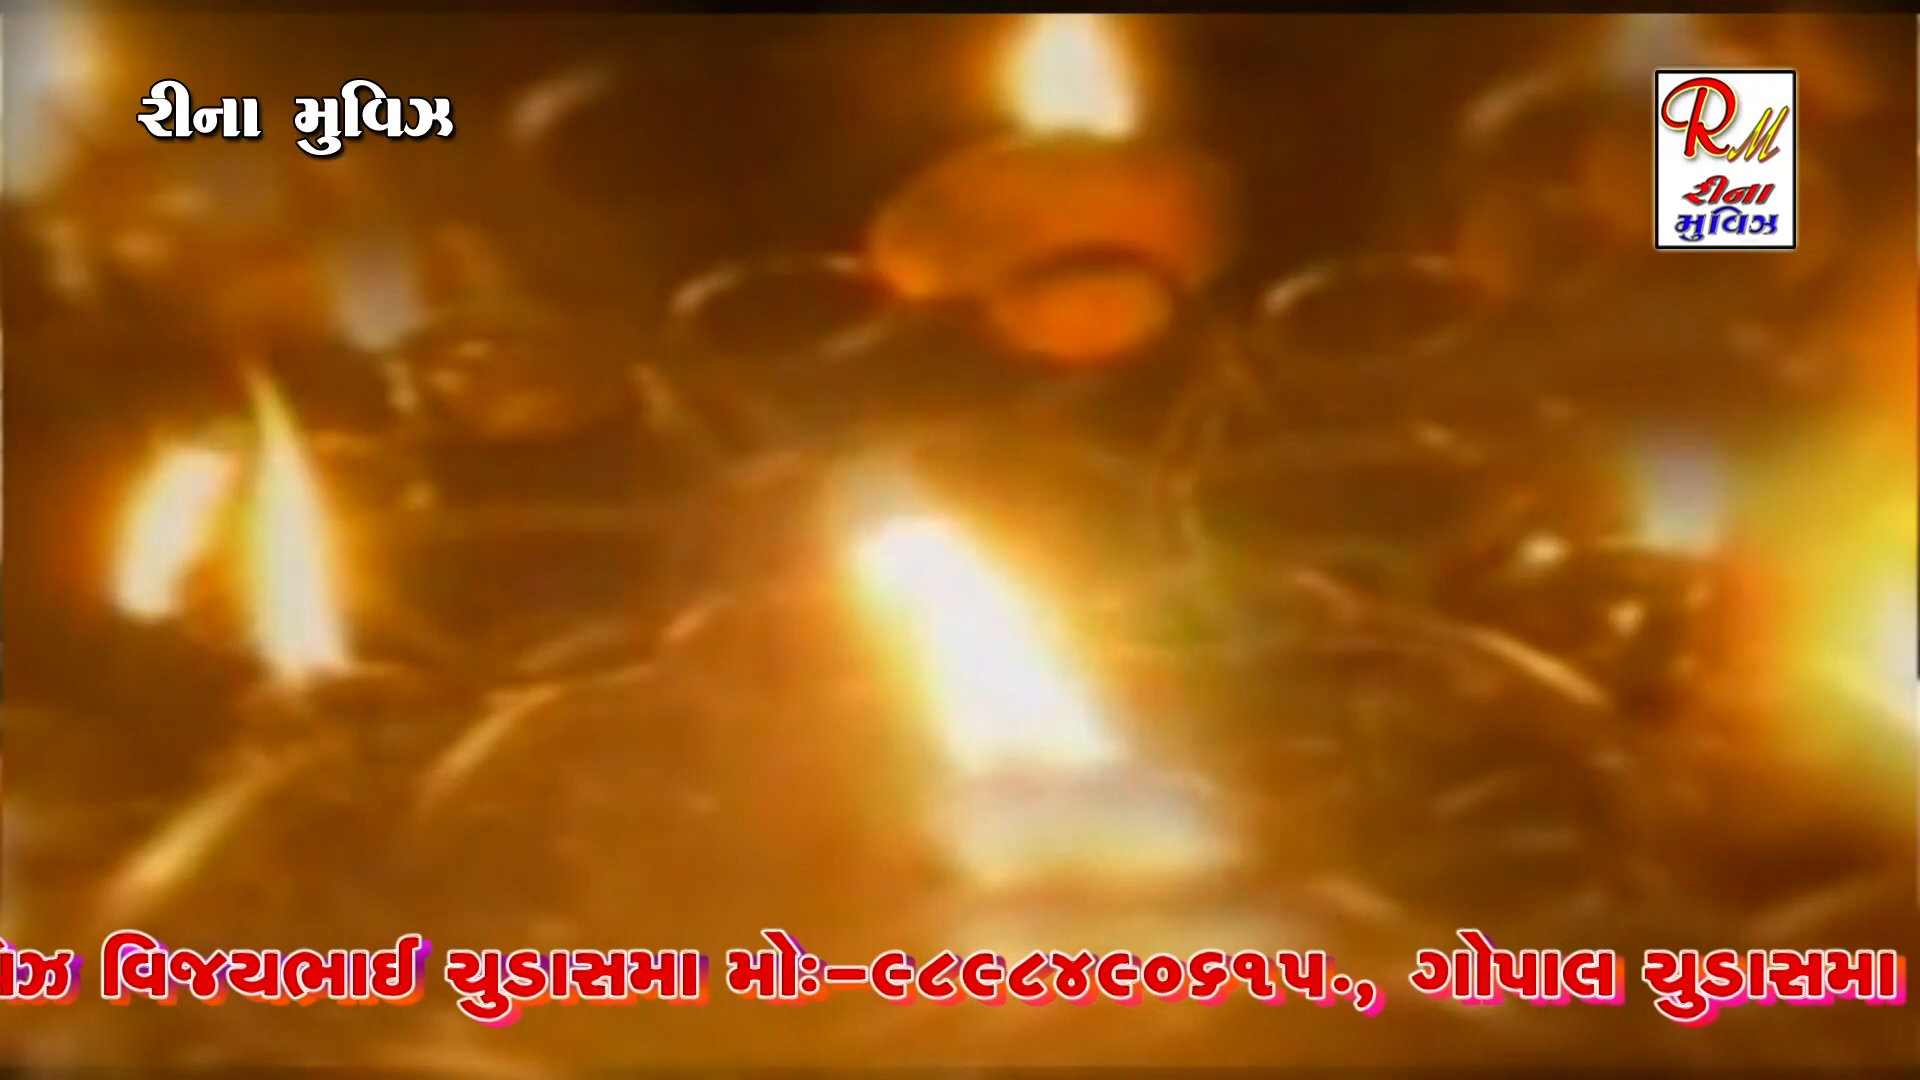 રીના મુવિઝ
RM
રીના
મુવિઝ
વિજયભાઈ ચુડાસમા મોઃ-૯૮૯૮૪૯૦૬૧૫., ગોપાલ ચુડાસમા